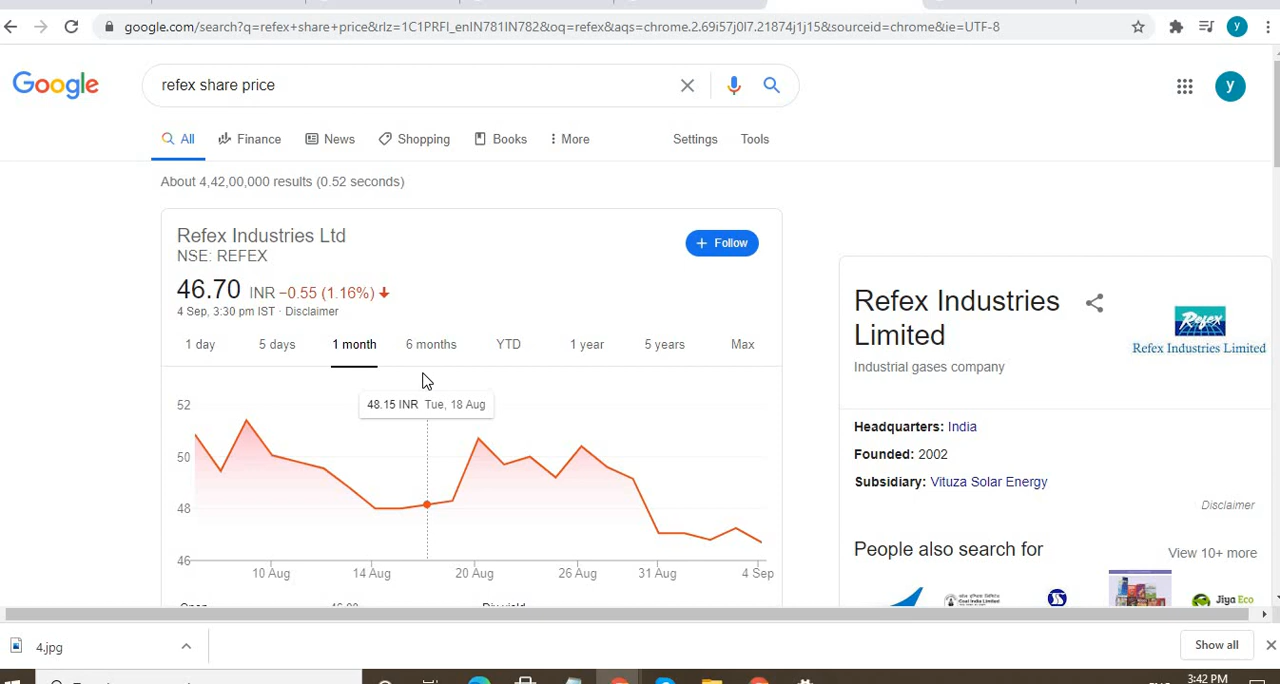 google.com/search?q=refex+share+price&rlz=1C1PRFI_enIN781IN782&oq=refex&aqs=chrome.2.69i57j0l7.21874j1j15&sourceid=chrome&ie=UTF-8
y
Google
refex share price
y
All
Finance
News
Shopping
Books
More
Settings
Tools
About 4,42,00,000 results (0.52 seconds)
Refex Industries Ltd
NSE: REFEX
+ Follow
46.70 INR −0.55 (1.16%)
4 Sep, 3:30 pm IST · Disclaimer
1 day
5 days
1 month
6 months
YTD
1 year
5 years
Max
48.15 INR Tue, 18 Aug
52
50
48
46
10 Aug
14 Aug
20 Aug
26 Aug
31 Aug
4 Sep
Refex Industries
Limited
Industrial gases company
Refex
Refex Industries Limited
Headquarters: India
Founded: 2002
Subsidiary: Vituza Solar Energy
Disclaimer
People also search for
View 10+ more
Coal India Limited
Jiya Eco
4.jpg
Show all
3:42 PM